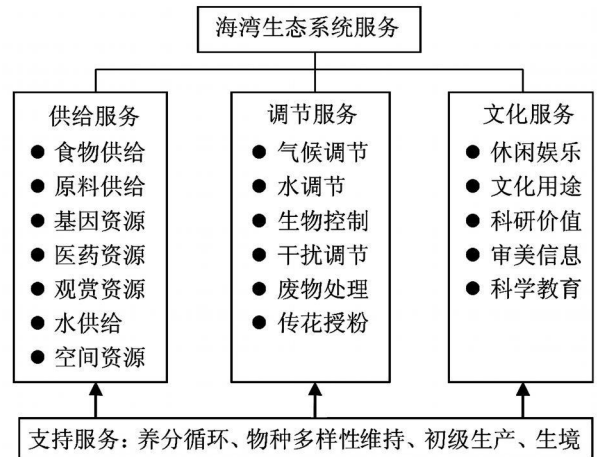 海湾生态系统服务
供给服务
● 食物供给
● 原料供给
● 基因资源
● 医药资源
● 观赏资源
● 水供给
● 空间资源
调节服务
● 气候调节
● 水调节
● 生物控制
● 干扰调节
● 废物处理
● 传花授粉
文化服务
● 休闲娱乐
● 文化用途
● 科研价值
● 审美信息
● 科学教育
支持服务：养分循环、物种多样性维持、初级生产、生境